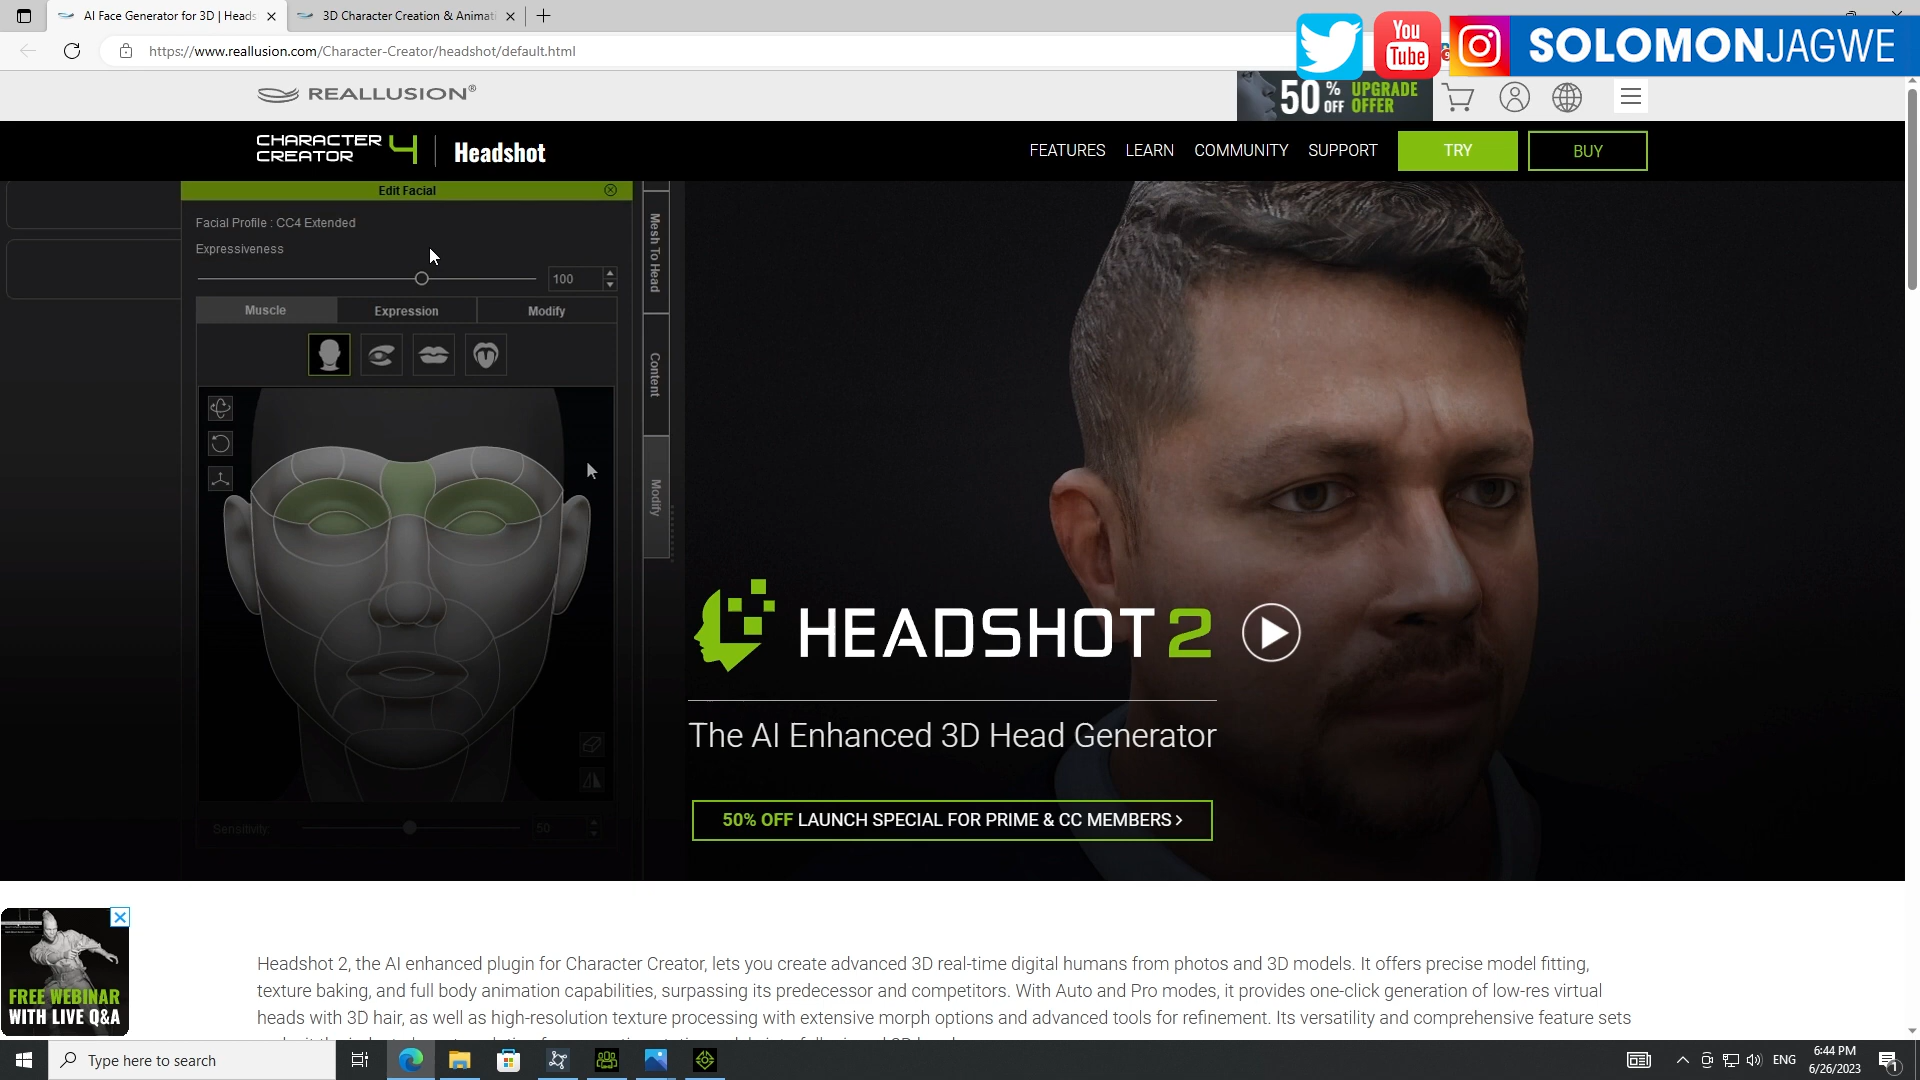 AI Face Generator for 3D | Heads
3D Character Creation & Animati
https://www.reallusion.com/Character-Creator/headshot/default.html
You
Tube
SOLOMONJAGWE
REALLUSION®
50% OFF UPGRADE OFFER
CHARACTER CREATOR 4 | Headshot
FEATURES LEARN COMMUNITY SUPPORT TRY BUY
Edit Facial
Facial Profile : CC4 Extended
Expressiveness
100
Muscle Expression Modify
Mesh To Head
Content
Modify
Sensitivity: 50
HEADSHOT 2
The AI Enhanced 3D Head Generator
50% OFF LAUNCH SPECIAL FOR PRIME & CC MEMBERS >
FREE WEBINAR
WITH LIVE Q&A
Headshot 2, the AI enhanced plugin for Character Creator, lets you create advanced 3D real-time digital humans from photos and 3D models. It offers precise model fitting,
texture baking, and full body animation capabilities, surpassing its predecessor and competitors. With Auto and Pro modes, it provides one-click generation of low-res virtual
heads with 3D hair, as well as high-resolution texture processing with extensive morph options and advanced tools for refinement. Its versatility and comprehensive feature sets
Type here to search
ENG
6:44 PM
6/26/2023
1